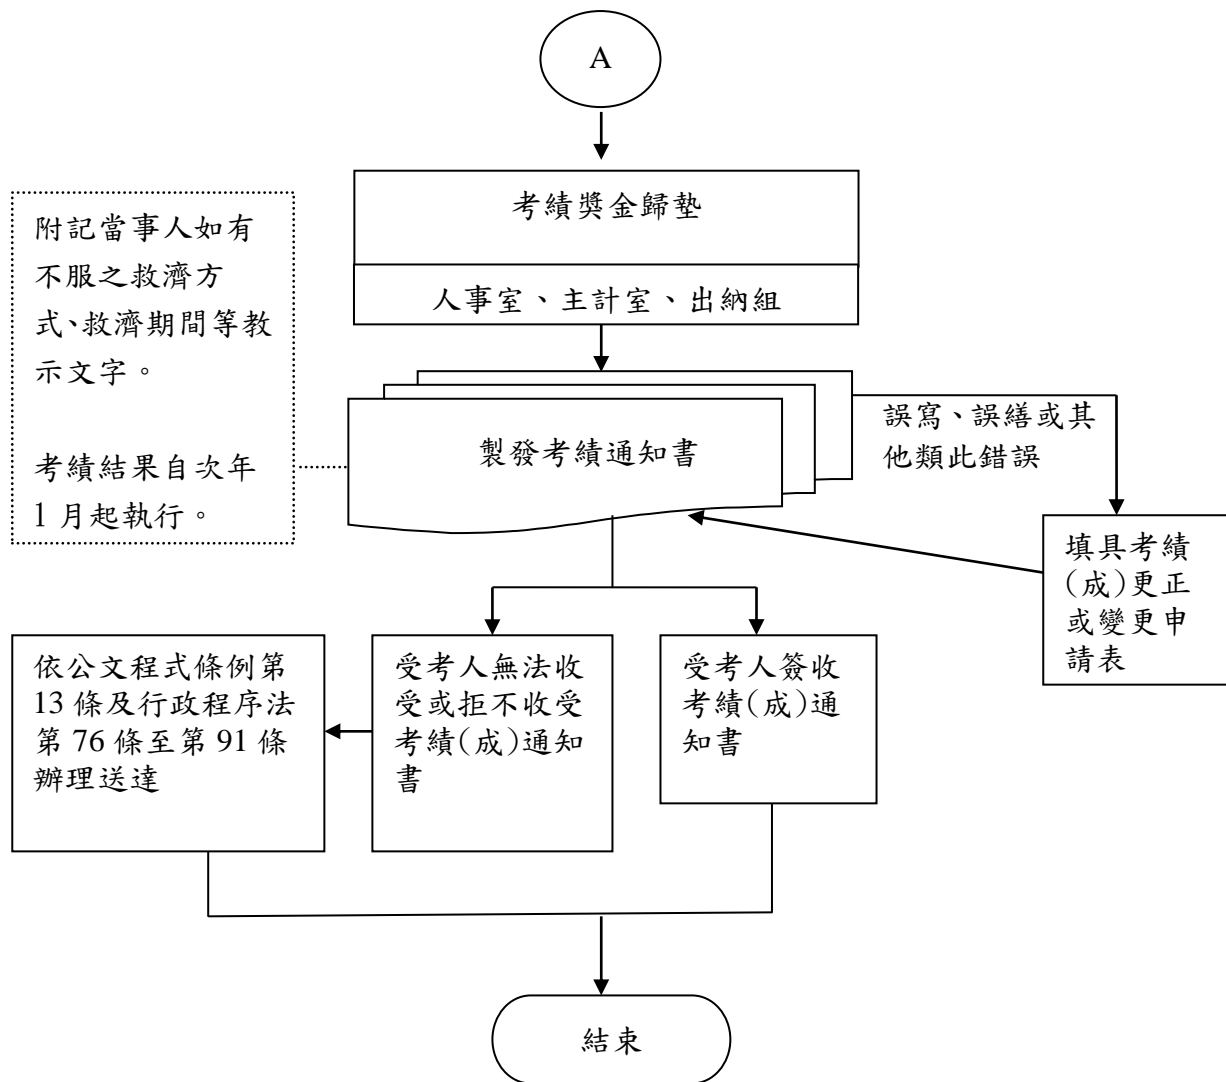 A
考績獎金歸墊
人事室、主計室、出納組
附記當事人如有
不服之救濟方
式、救濟期間等教
示文字。
考績結果自次年
1月起執行。
製發考績通知書
誤寫、誤繕或其
他類此錯誤
填具考績
(成)更正
或變更申
請表
依公文程式條例第
13條及行政程序法
第76條至第91條
辦理送達
受考人無法收
受或拒不收受
考績(成)通知
書
受考人簽收
考績(成)通
知書
結束